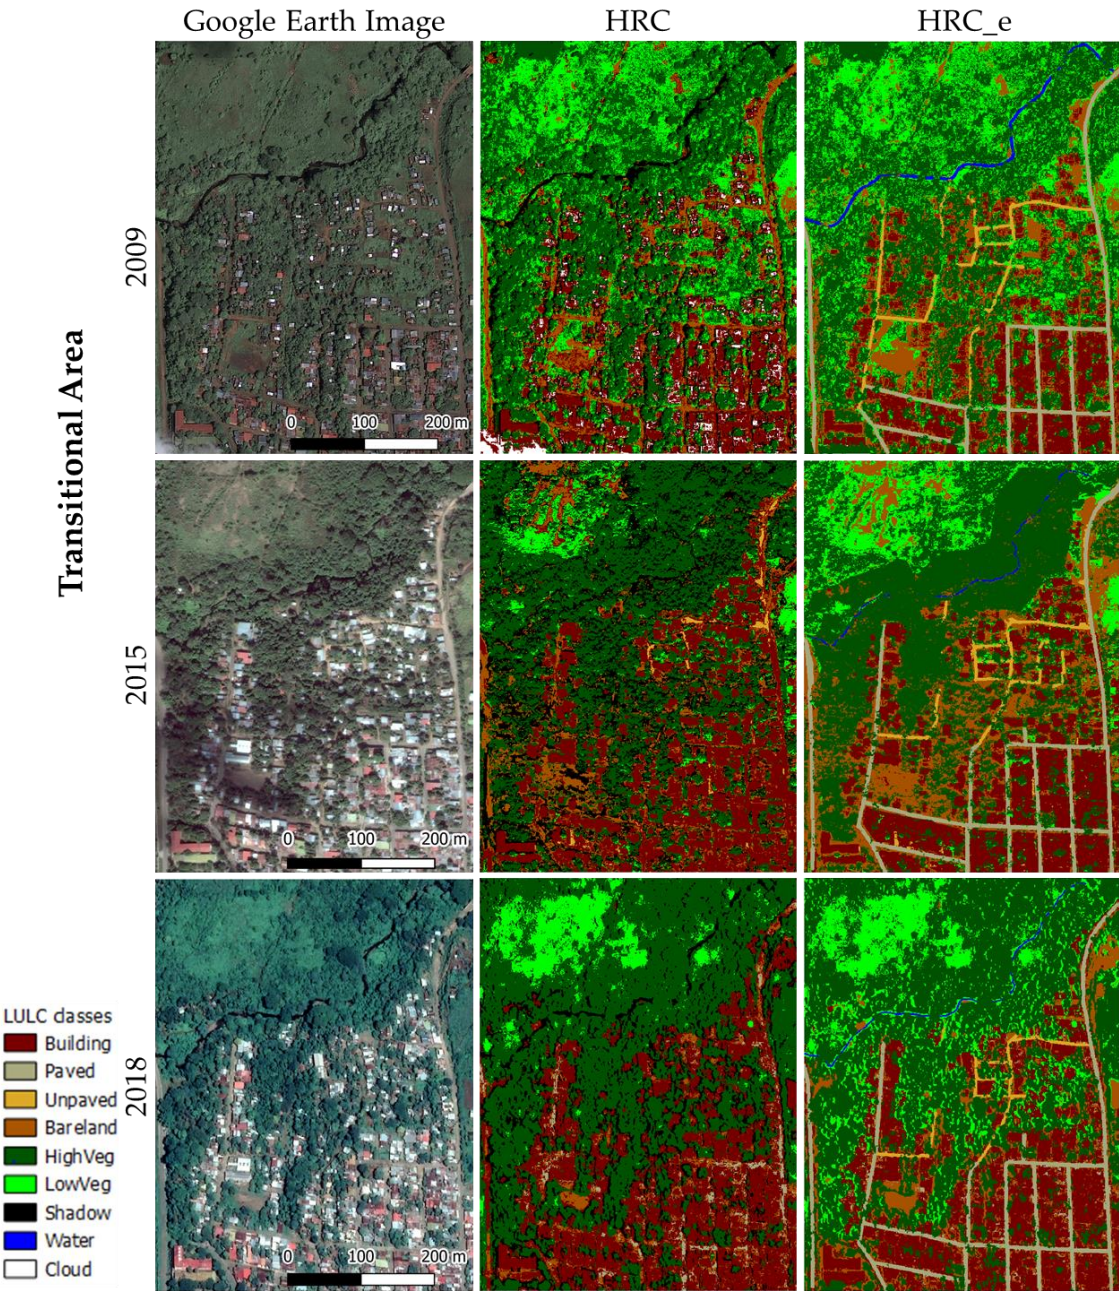 Google Earth Image HRC HRC_e
Transitional Area
2009
0 100 200 m
2015
0 100 200 m
2018
0 100 200 m
LULC classes
Building
Paved
Unpaved
Bareland
HighVeg
LowVeg
Shadow
Water
Cloud